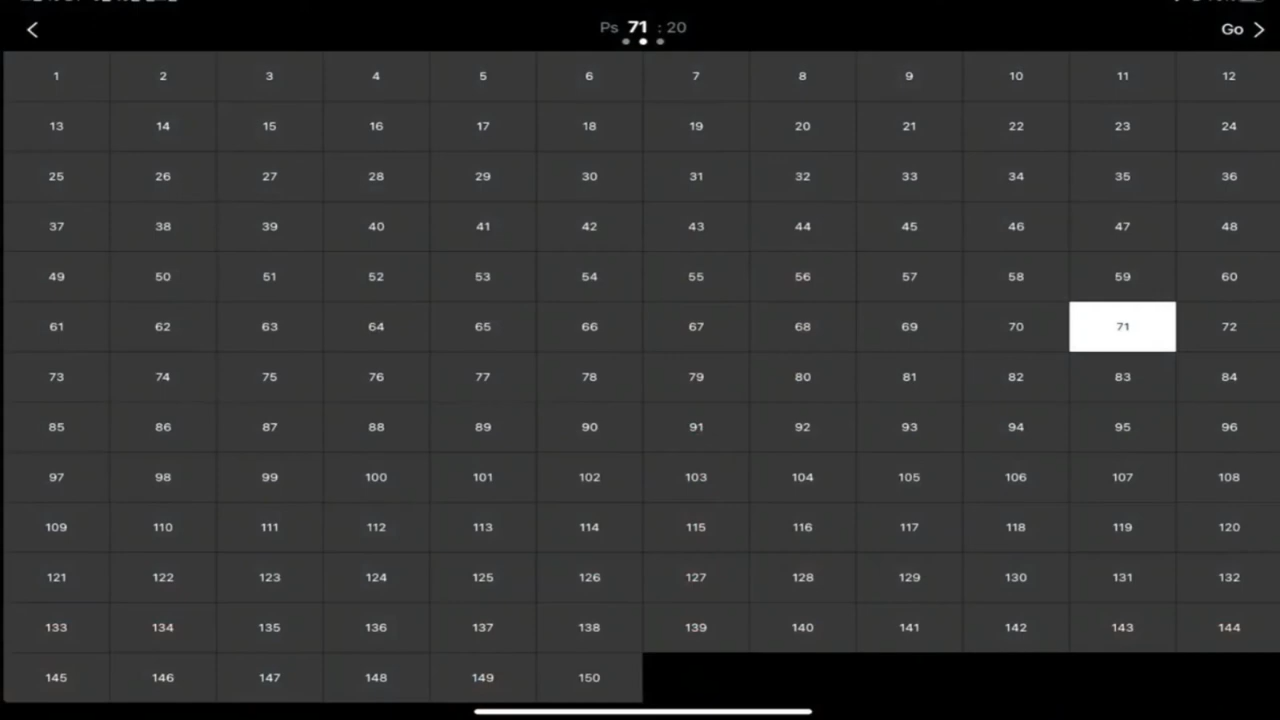 Ps 71 : 20
Go
1 2 3 4 5 6 7 8 9 10 11 12
13 14 15 16 17 18 19 20 21 22 23 24
25 26 27 28 29 30 31 32 33 34 35 36
37 38 39 40 41 42 43 44 45 46 47 48
49 50 51 52 53 54 55 56 57 58 59 60
61 62 63 64 65 66 67 68 69 70 71 72
73 74 75 76 77 78 79 80 81 82 83 84
85 86 87 88 89 90 91 92 93 94 95 96
97 98 99 100 101 102 103 104 105 106 107 108
109 110 111 112 113 114 115 116 117 118 119 120
121 122 123 124 125 126 127 128 129 130 131 132
133 134 135 136 137 138 139 140 141 142 143 144
145 146 147 148 149 150